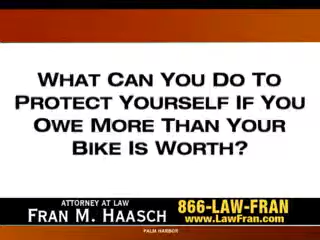 WHAT CAN YOU DO TO
PROTECT YOURSELF IF YOU
OWE MORE THAN YOUR
BIKE IS WORTH?
ATTORNEY AT LAW
FRAN M. HAASCH
866-LAW-FRAN
www.LawFran.com
PALM HARBOR